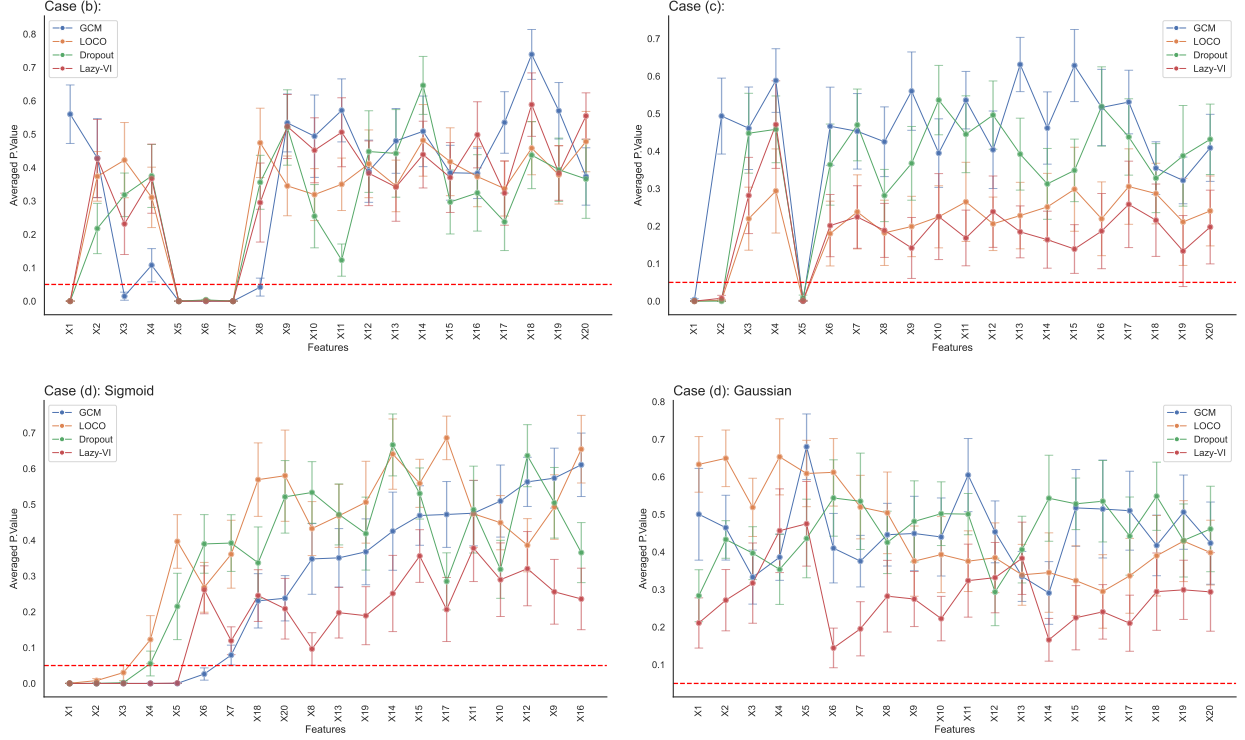 Case (b):
Averaged P.Value
0.8
0.7
0.6
0.5
0.4
0.3
0.2
0.1
0.0
GCM
LOCO
Dropout
Lazy-VI
X1 X2 X3 X4 X5 X6 X7 X8 X9 X10 X11 X12 X13 X14 X15 X16 X17 X18 X19 X20
Features
Case (c):
Averaged P.Value
0.7
0.6
0.5
0.4
0.3
0.2
0.1
0.0
GCM
LOCO
Dropout
Lazy-VI
X1 X2 X3 X4 X5 X6 X7 X8 X9 X10 X11 X12 X13 X14 X15 X16 X17 X18 X19 X20
Features
Case (d): Sigmoid
Averaged P.Value
0.7
0.6
0.5
0.4
0.3
0.2
0.1
0.0
GCM
LOCO
Dropout
Lazy-VI
X1 X2 X3 X4 X5 X6 X7 X18 X20 X8 X13 X19 X14 X15 X17 X11 X10 X12 X9 X16
Features
Case (d): Gaussian
Averaged P.Value
0.8
0.7
0.6
0.5
0.4
0.3
0.2
0.1
GCM
LOCO
Dropout
Lazy-VI
X1 X2 X3 X4 X5 X6 X7 X8 X9 X10 X11 X12 X13 X14 X15 X16 X17 X18 X19 X20
Features